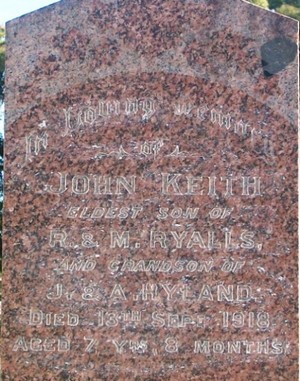 In Loving Memory
OF
JOHN KEITH
ELDEST SON OF
R. & M. RYALLS,
AND GRANDSON OF
J. & A. HYLAND
DIED 13TH SEPT 1918
AGED 7 YRS, 8 MONTHS.